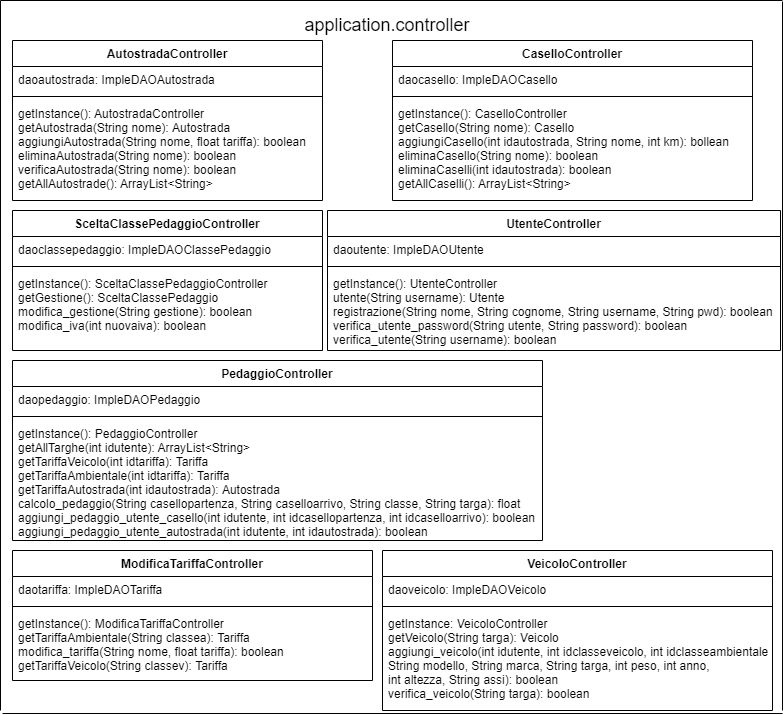 application.controller
AutostradaController
daoautostrada: ImpleDAOAutostrada
getInstance(): AutostradaController
getAutostrada(String nome): Autostrada
aggiungiAutostrada(String nome, float tariffa): boolean
eliminaAutostrada(String nome): boolean
verificaAutostrada(String nome): boolean
getAllAutostrade(): ArrayList<String>
CaselloController
daocasello: ImpleDAOCasello
getInstance(): CaselloController
getCasello(String nome): Casello
aggiungiCasello(int idautostrada, String nome, int km): bollean
eliminaCasello(String nome): boolean
eliminaCaselli(int idautostrada): boolean
getAllCaselli(): ArrayList<String>
SceltaClassePedaggioController
daoclassepedaggio: ImpleDAOClassePedaggio
getInstance(): SceltaClassePedaggioController
getGestione(): SceltaClassePedaggio
modifica_gestione(String gestione): boolean
modifica_iva(int nuovaiva): boolean
UtenteController
daoutente: ImpleDAOUtente
getInstance(): UtenteController
utente(String username): Utente
registrazione(String nome, String cognome, String username, String pwd): boolean
verifica_utente_password(String utente, String password): boolean
verifica_utente(String username): boolean
PedaggioController
daopedaggio: ImpleDAOPedaggio
getInstance(): PedaggioController
getAllTarghe(int idutente): ArrayList<String>
getTariffaVeicolo(int idtariffa): Tariffa
getTariffaAmbientale(int idtariffa): Tariffa
getTariffaAutostrada(int idautostrada): Autostrada
calcolo_pedaggio(String casellopartenza, String caselloarrivo, String classe, String targa): float
aggiungi_pedaggio_utente_casello(int idutente, int idcasellopartenza, int idcaselloarrivo): boolean
aggiungi_pedaggio_utente_autostrada(int idutente, int idautostrada): boolean
ModificaTariffaController
daotariffa: ImpleDAOTariffa
getInstance(): ModificaTariffaController
getTariffaAmbientale(String classea): Tariffa
modifica_tariffa(String nome, float tariffa): boolean
getTariffaVeicolo(String classev): Tariffa
VeicoloController
daoveicolo: ImpleDAOVeicolo
getInstance: VeicoloController
getVeicolo(String targa): Veicolo
aggiungi_veicolo(int idutente, int idclasseveicolo, int idclasseambientale
String modello, String marca, String targa, int peso, int anno,
int altezza, String assi): boolean
verifica_veicolo(String targa): boolean